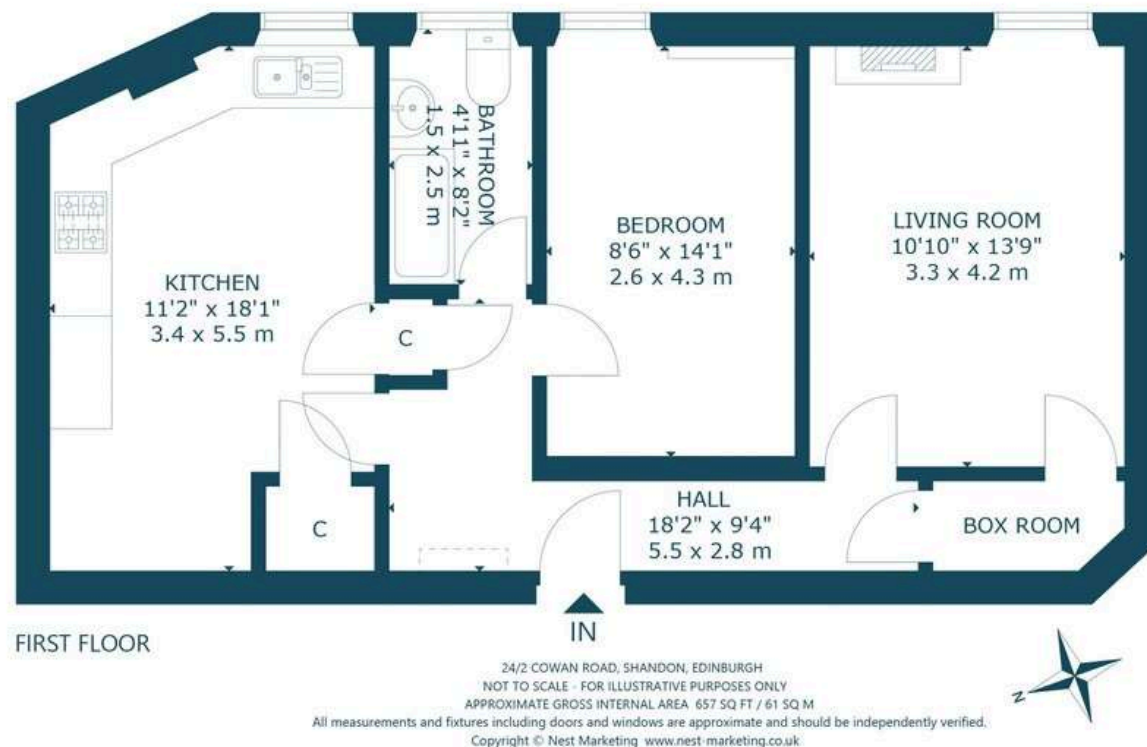 KITCHEN
11'2" x 18'1"
3.4 x 5.5 m
BATHROOM
4'11" x 8'2"
1.5 x 2.5 m
C
C
BEDROOM
8'6" x 14'1"
2.6 x 4.3 m
LIVING ROOM
10'10" x 13'9"
3.3 x 4.2 m
HALL
18'2" x 9'4"
5.5 x 2.8 m
BOX ROOM
FIRST FLOOR
IN
N
24/2 COWAN ROAD, SHANDON, EDINBURGH
NOT TO SCALE - FOR ILLUSTRATIVE PURPOSES ONLY
APPROXIMATE GROSS INTERNAL AREA 657 SQ FT / 61 SQ M
All measurements and fixtures including doors and windows are approximate and should be independently verified.
Copyright © Nest Marketing www.nest-marketing.co.uk